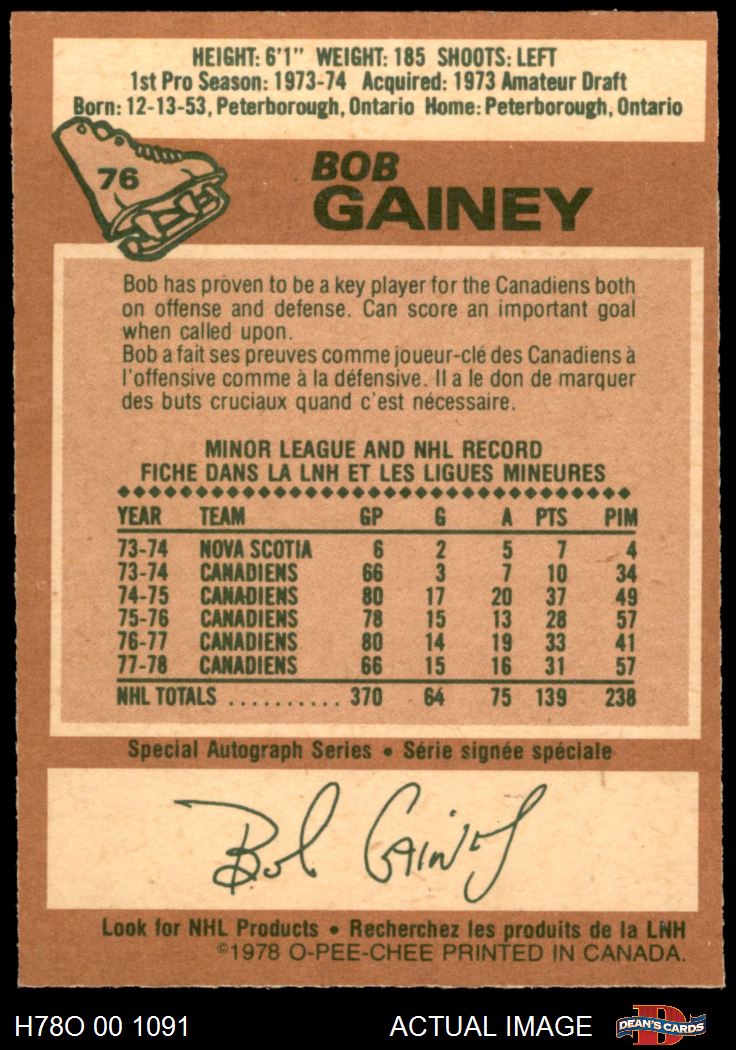 HEIGHT: 6'1" WEIGHT: 185 SHOOTS: LEFT
1st Pro Season: 1973-74 Acquired: 1973 Amateur Draft
Born: 12-13-53, Peterborough, Ontario Home: Peterborough, Ontario
76
BOB
GAINEY
Bob has proven to be a key player for the Canadiens both
on offense and defense. Can score an important goal
when called upon.
Bob a fait ses preuves comme joueur-clé des Canadiens à
l'offensive comme à la défensive. Il a le don de marquer
des buts cruciaux quand c'est nécessaire.
MINOR LEAGUE AND NHL RECORD
FICHE DANS LA LNH ET LES LIGUES MINEURES
YEAR TEAM GP G A PTS PIM
73-74 NOVA SCOTIA 6 2 5 7 4
73-74 CANADIENS 66 3 7 10 34
74-75 CANADIENS 80 17 20 37 49
75-76 CANADIENS 78 15 13 28 57
76-77 CANADIENS 80 14 19 33 41
77-78 CANADIENS 66 15 16 31 57
NHL TOTALS .......... 370 64 75 139 238
Special Autograph Series • Série signée spéciale
Bob Gainey
Look for NHL Products • Recherchez les produits de la LNH
©1978 O-PEE-CHEE PRINTED IN CANADA.
H78O 00 1091 ACTUAL IMAGE D DEAN'S CARDS